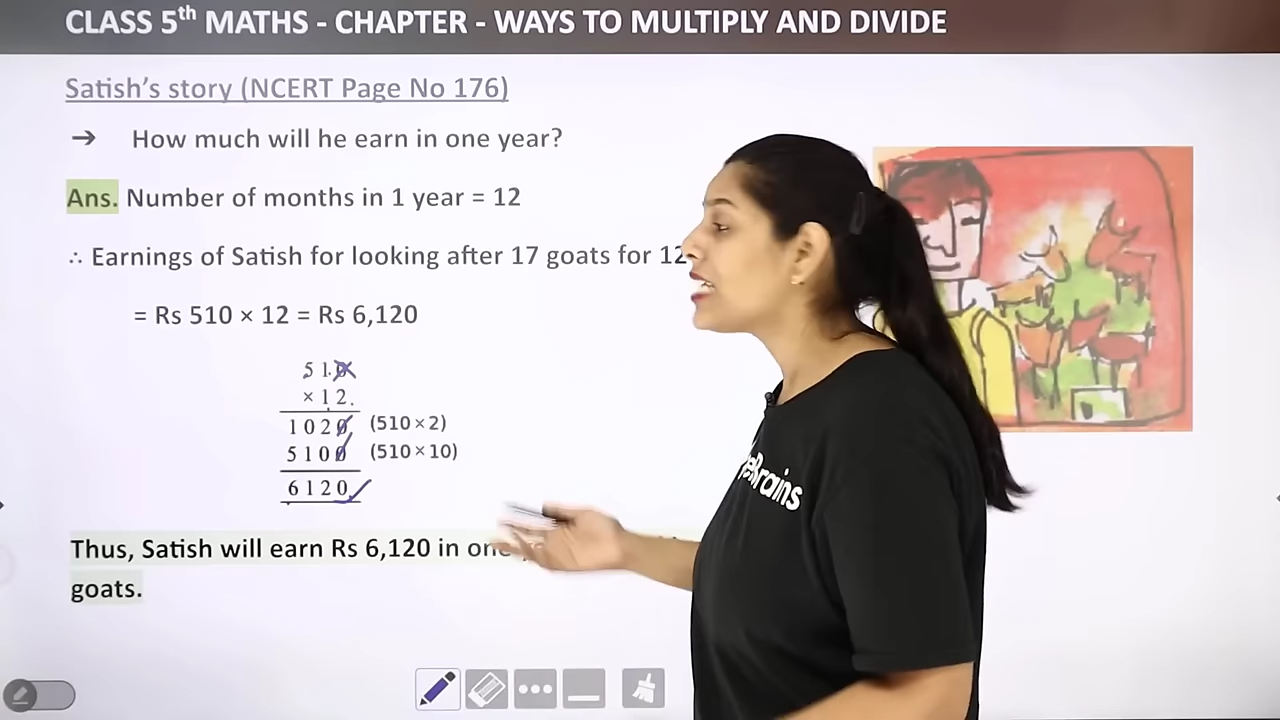 CLASS 5th MATHS - CHAPTER - WAYS TO MULTIPLY AND DIVIDE
Satish's story (NCERT Page No 176)
→ How much will he earn in one year?
Ans. Number of months in 1 year = 12
∴ Earnings of Satish for looking after 17 goats for 12
= Rs 510 × 12 = Rs 6,120
510
×12
1020 (510×2)
5100 (510×10)
6120
Thus, Satish will earn Rs 6,120 in one
goats.
Brains